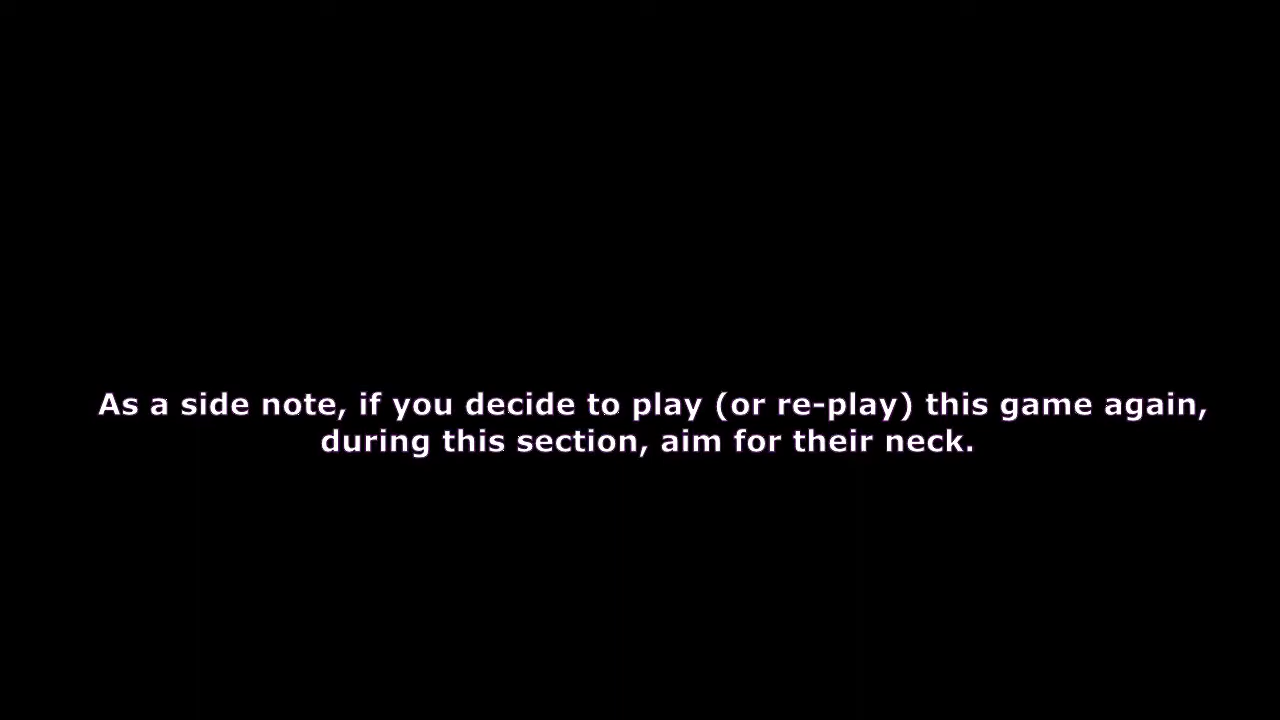 As a side note, if you decide to play (or re-play) this game again,
during this section, aim for their neck.